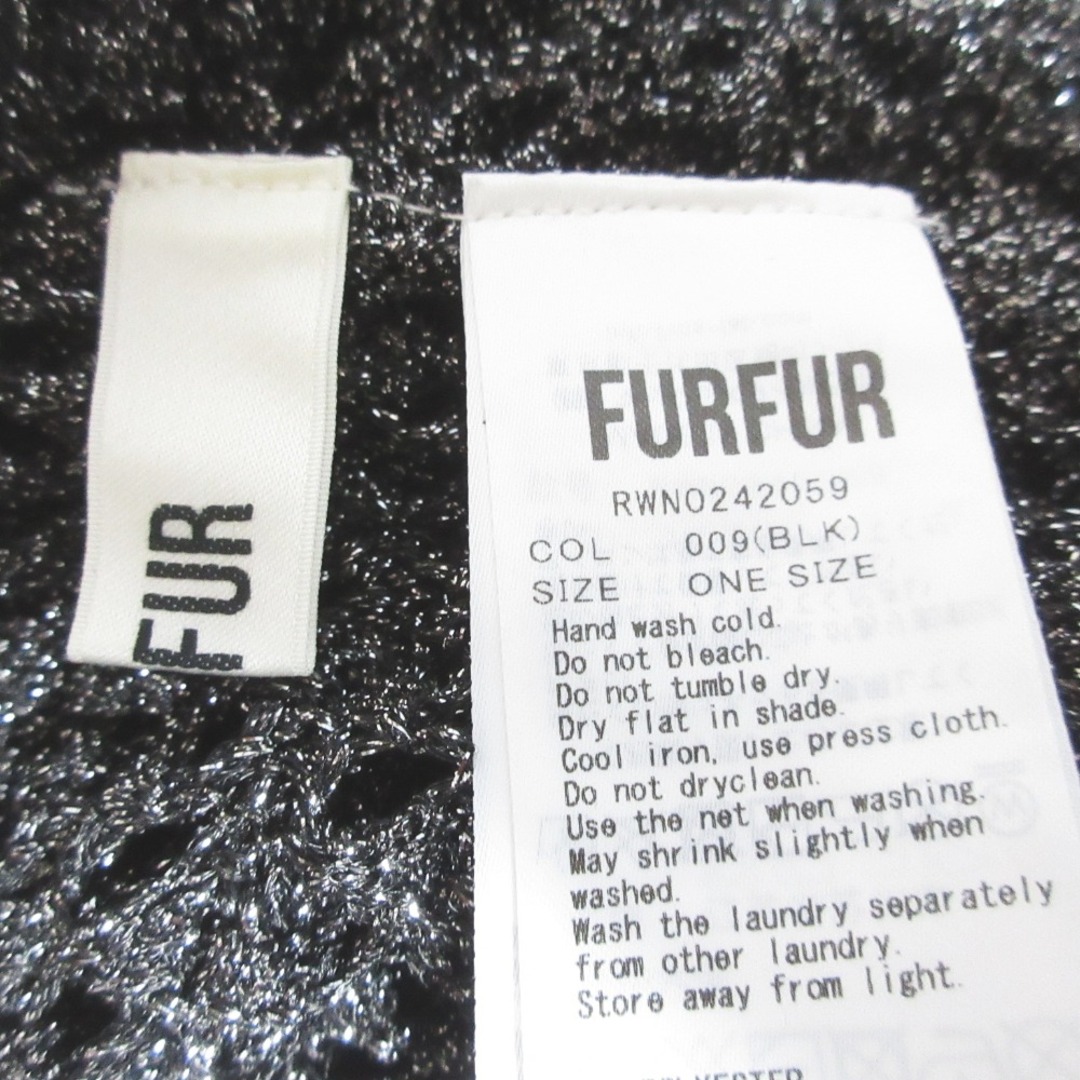 FUR
FURFUR
RWNO242059
COL 009(BLK)
SIZE ONE SIZE
Hand wash cold.
Do not bleach.
Do not tumble dry.
Dry flat in shade.
Cool iron, use press cloth.
Do not dryclean.
Use the net when washing.
May shrink slightly when
washed.
Wash the laundry separately
from other laundry.
Store away from light.